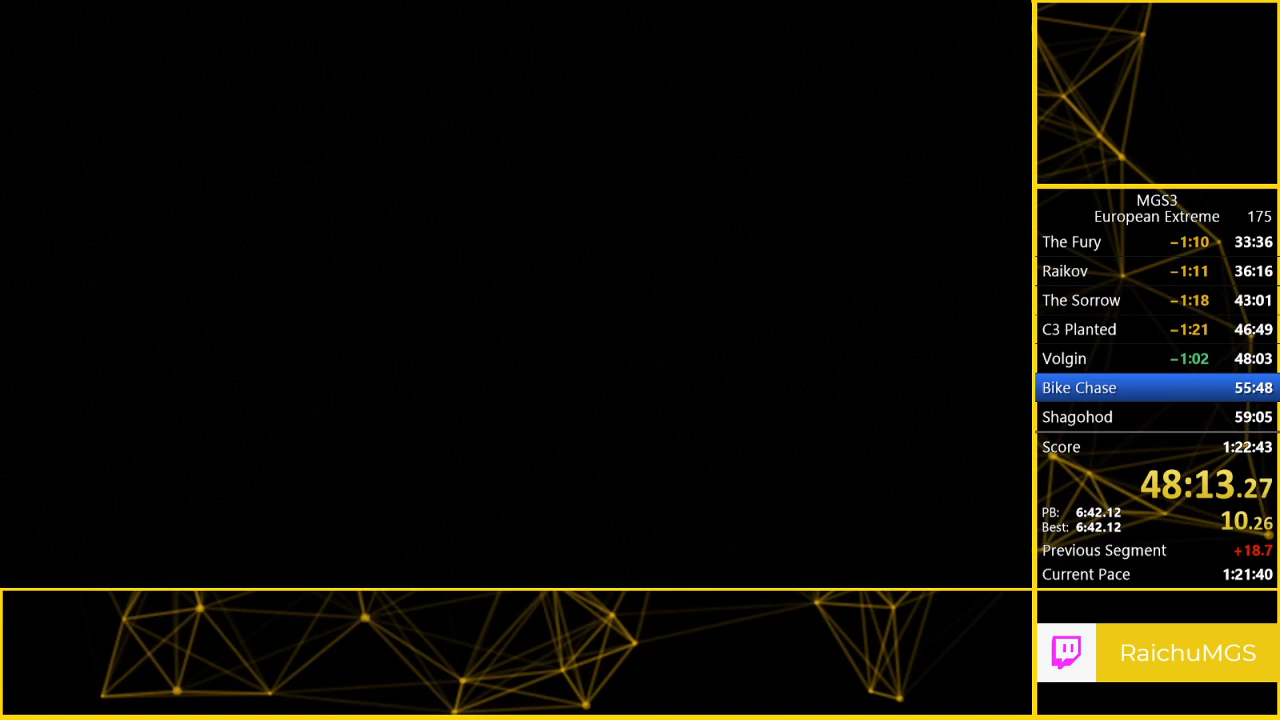 MGS3
European Extreme 175
The Fury −1:10 33:36
Raikov −1:11 36:16
The Sorrow −1:18 43:01
C3 Planted −1:21 46:49
Volgin −1:02 48:03
Bike Chase 55:48
Shagohod 59:05
Score 1:22:43
48:13.27
PB: 6:42.12
Best: 6:42.12
10.26
Previous Segment +18.7
Current Pace 1:21:40
RaichuMGS